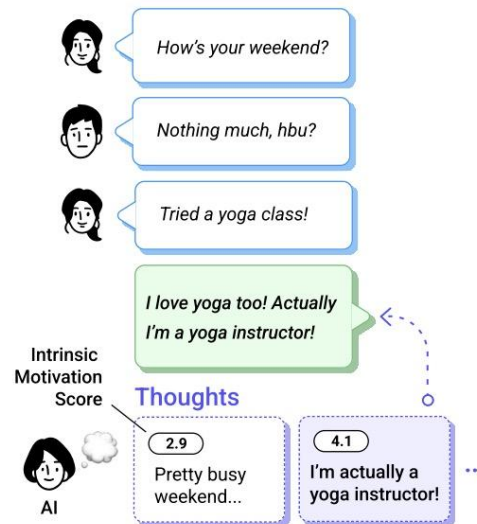 How's your weekend?
Nothing much, hbu?
Tried a yoga class!
I love yoga too! Actually
I'm a yoga instructor!
Intrinsic
Motivation
Score
Thoughts
2.9
Pretty busy
weekend...
4.1
I'm actually a
yoga instructor!
AI